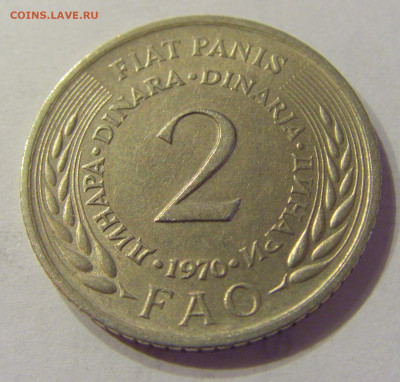 COINS.LAVE.RU
FIAT PANIS
ДИНАРА · DINARA · DINARJA · ДИНАРИ
2
· 1970 ·
FAO